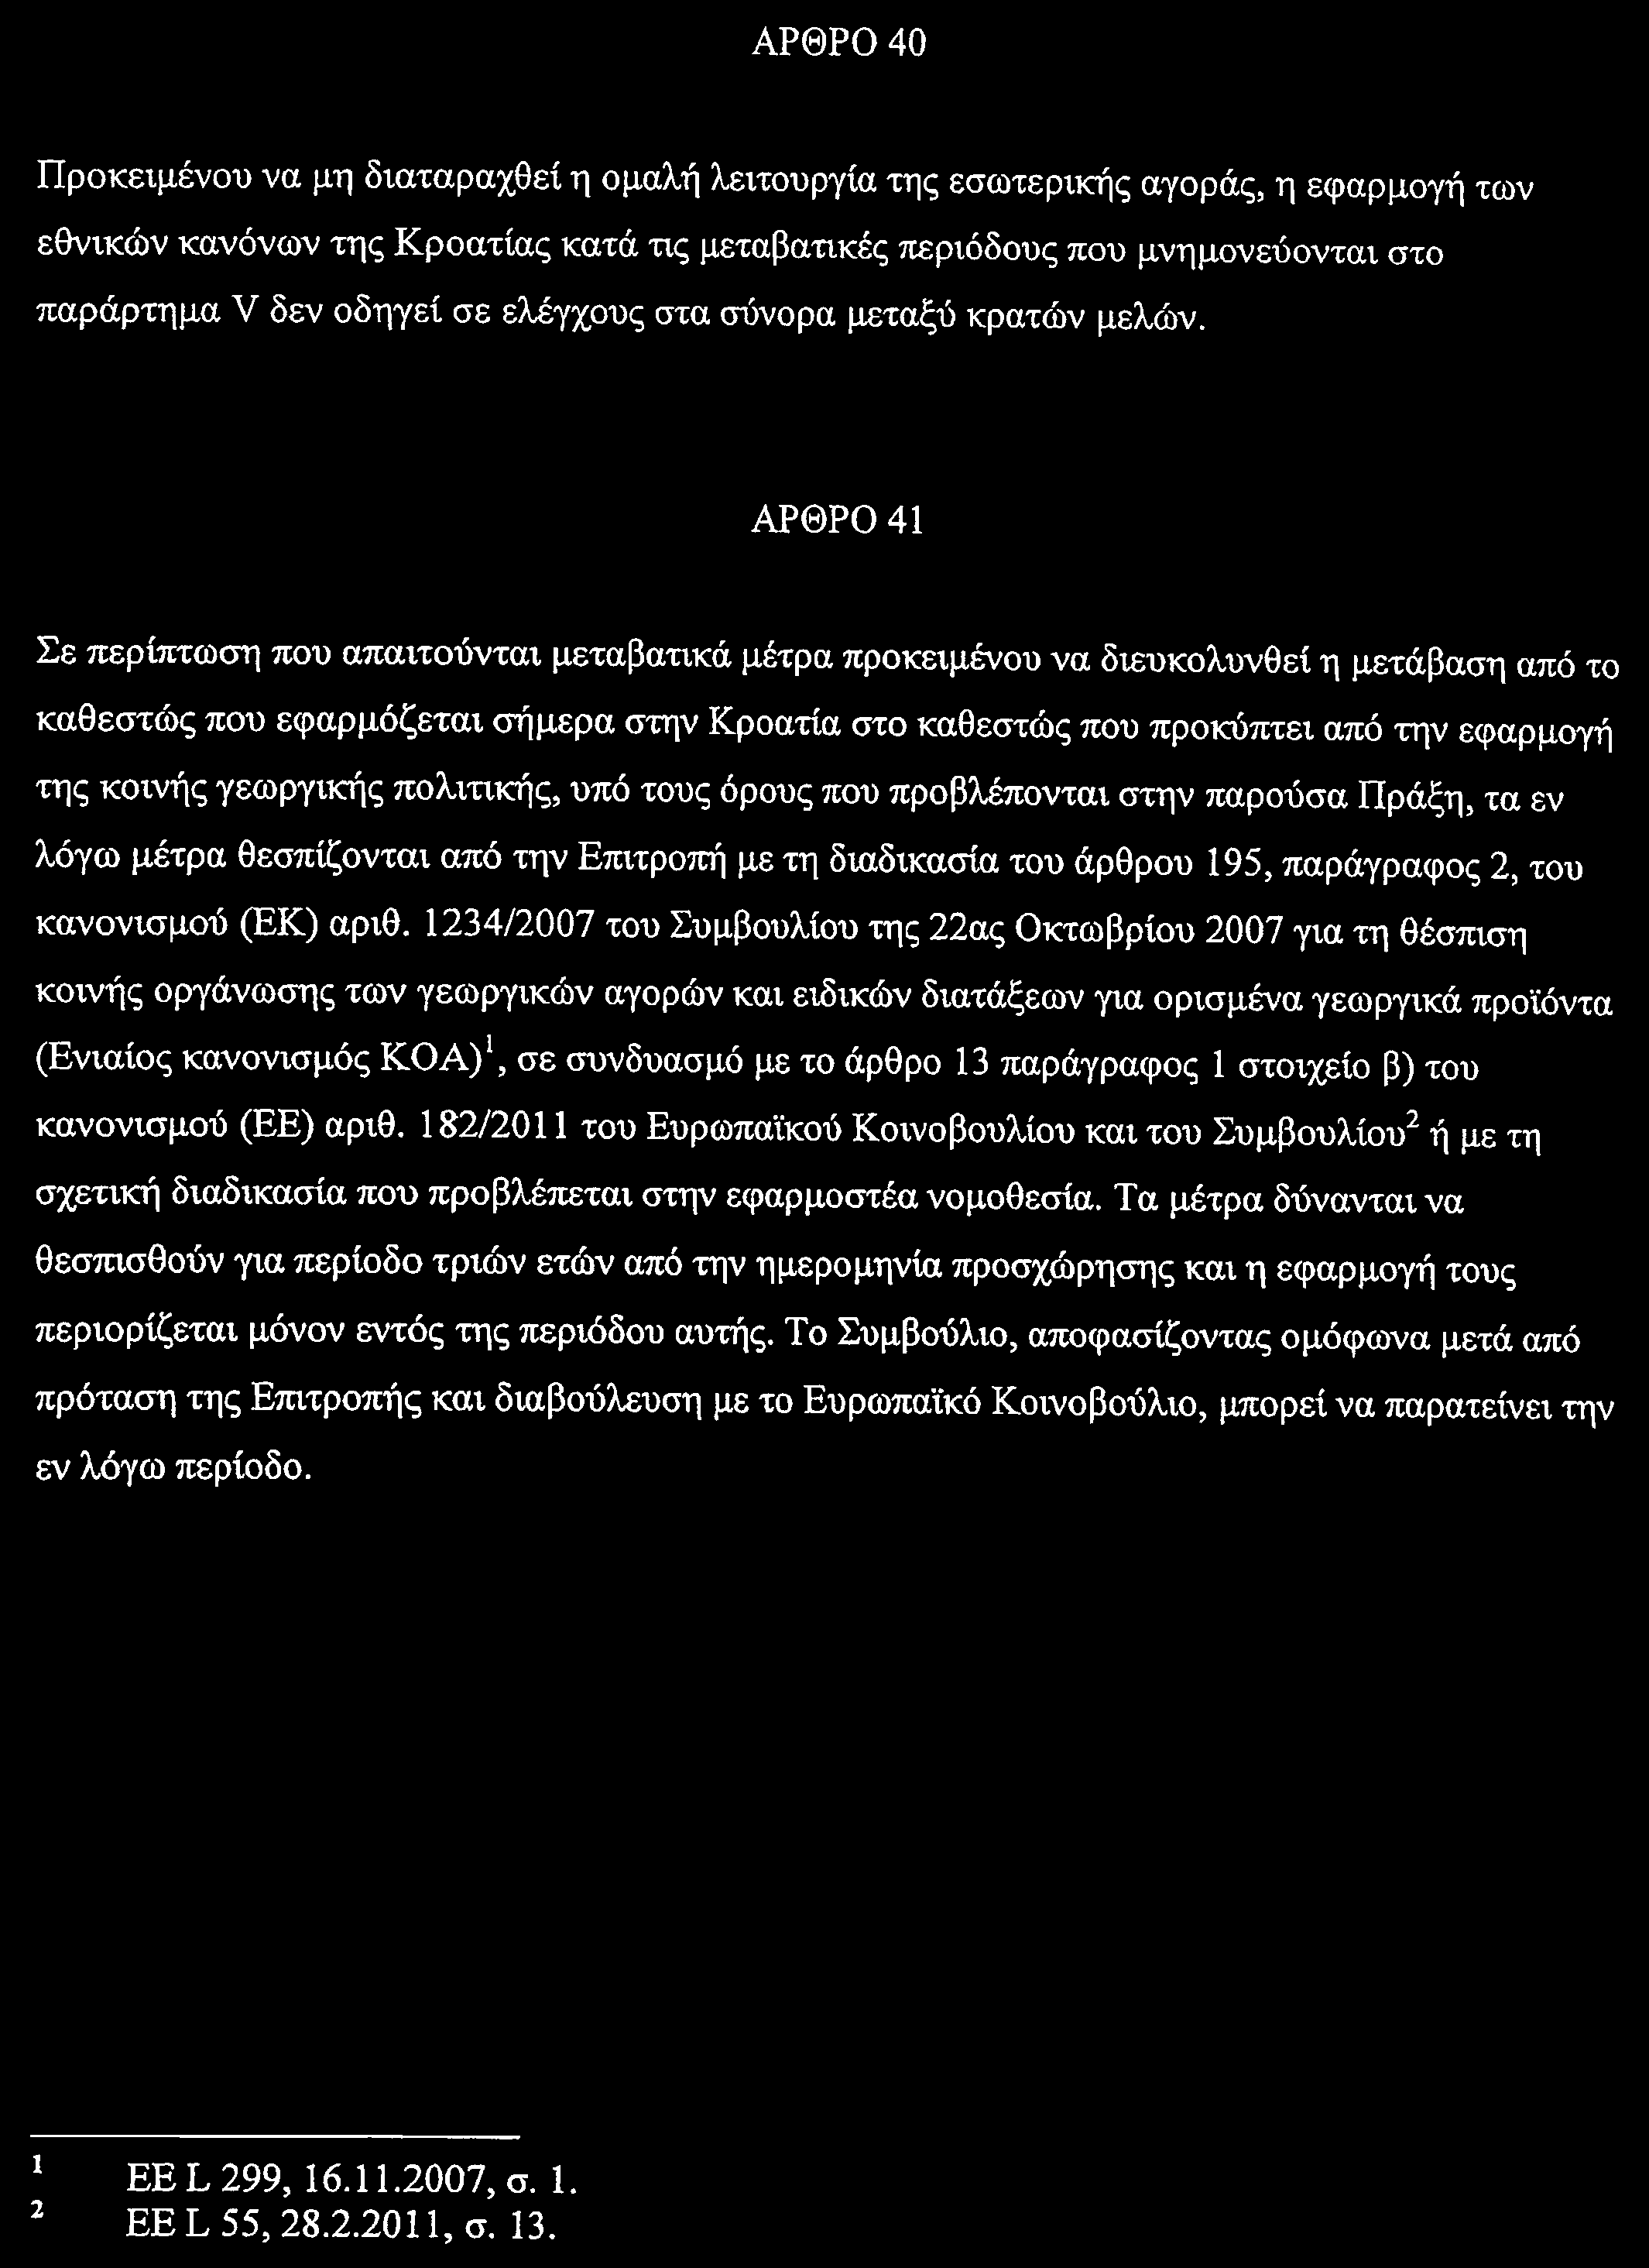 ΑΡΘΡΟ 40
Προκειμένου να μη διαταραχθεί η ομαλή λειτουργία της εσωτερικής αγοράς, η εφαρμογή των
εθνικών κανόνων της Κροατίας κατά τις μεταβατικές περιόδους που μνημονεύονται στο
παράρτημα V δεν οδηγεί σε ελέγχους στα σύνορα μεταξύ κρατών μελών.
ΑΡΘΡΟ 41
Σε περίπτωση που απαιτούνται μεταβατικά μέτρα προκειμένου να διευκολυνθεί η μετάβαση από το
καθεστώς που εφαρμόζεται σήμερα στην Κροατία στο καθεστώς που προκύπτει από την εφαρμογή
της κοινής γεωργικής πολιτικής, υπό τους όρους που προβλέπονται στην παρούσα Πράξη, τα εν
λόγω μέτρα θεσπίζονται από την Επιτροπή με τη διαδικασία του άρθρου 195, παράγραφος 2, του
κανονισμού (ΕΚ) αριθ. 1234/2007 του Συμβουλίου της 22ας Οκτωβρίου 2007 για τη θέσπιση
κοινής οργάνωσης των γεωργικών αγορών και ειδικών διατάξεων για ορισμένα γεωργικά προϊόντα
(Ενιαίος κανονισμός ΚΟΑ)¹, σε συνδυασμό με το άρθρο 13 παράγραφος 1 στοιχείο β) του
κανονισμού (ΕΕ) αριθ. 182/2011 του Ευρωπαϊκού Κοινοβουλίου και του Συμβουλίου² ή με τη
σχετική διαδικασία που προβλέπεται στην εφαρμοστέα νομοθεσία. Τα μέτρα δύνανται να
θεσπισθούν για περίοδο τριών ετών από την ημερομηνία προσχώρησης και η εφαρμογή τους
περιορίζεται μόνον εντός της περιόδου αυτής. Το Συμβούλιο, αποφασίζοντας ομόφωνα μετά από
πρόταση της Επιτροπής και διαβούλευση με το Ευρωπαϊκό Κοινοβούλιο, μπορεί να παρατείνει την
εν λόγω περίοδο.
¹ ΕΕ L 299, 16.11.2007, σ. 1.
² ΕΕ L 55, 28.2.2011, σ. 13.